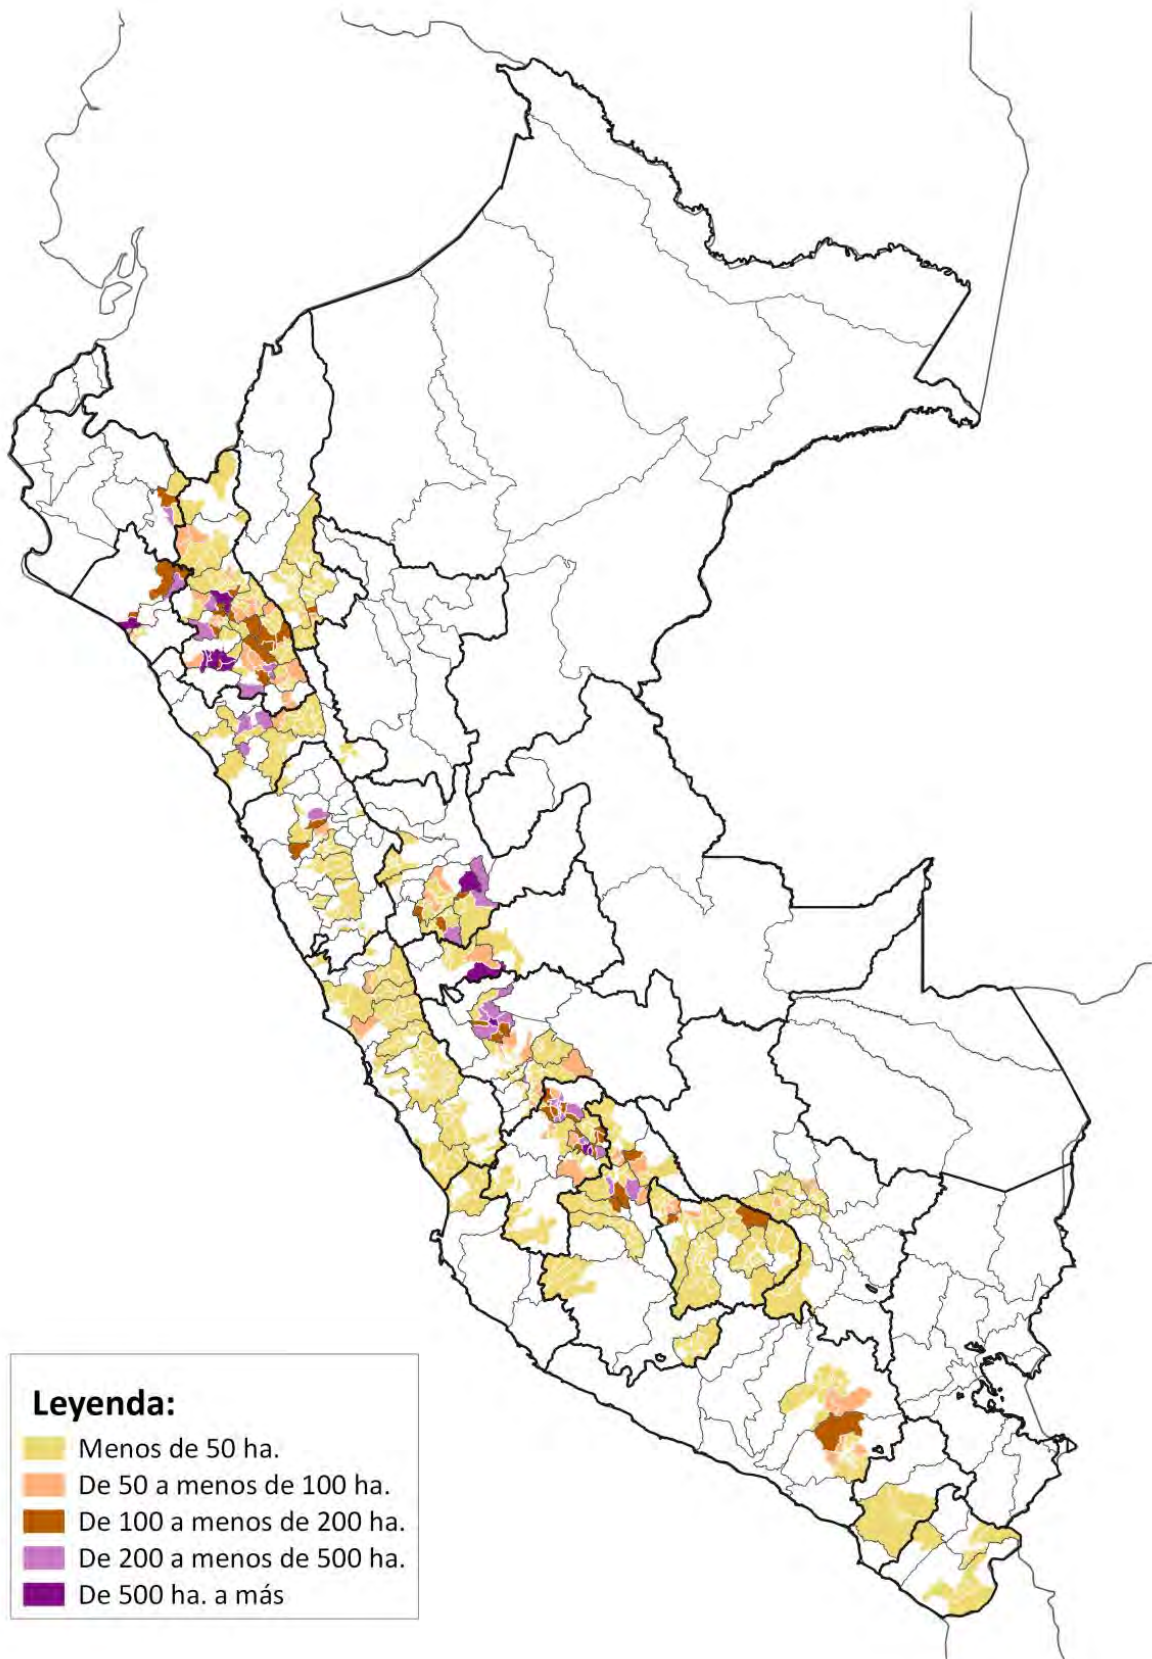 Leyenda:
Menos de 50 ha.
De 50 a menos de 100 ha.
De 100 a menos de 200 ha.
De 200 a menos de 500 ha.
De 500 ha. a más